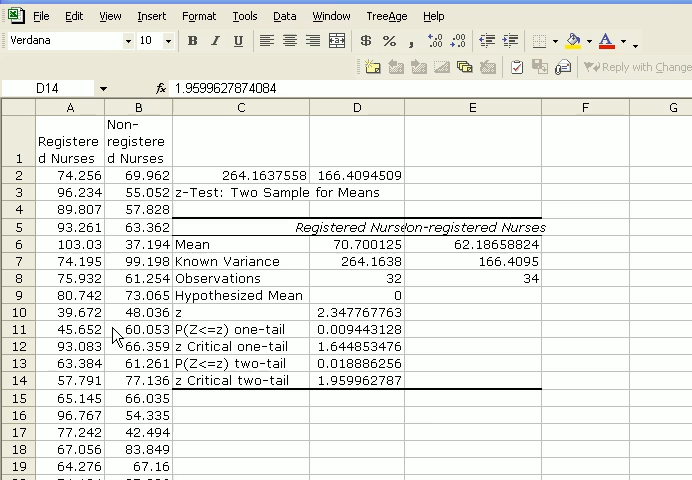 File Edit View Insert Format Tools Data Window TreeAge Help
Verdana 10 B I U $ % ,
Reply with Change
D14 fx 1.9599627874084
A B C D E F G
1 Registere d Nurses Non- registere d Nurses
2 74.256 69.962 264.1637558 166.4094509
3 96.234 55.052 z-Test: Two Sample for Means
4 89.807 57.828
5 93.261 63.362 Registered Nurse on-registered Nurses
6 103.03 37.194 Mean 70.700125 62.18658824
7 74.195 99.198 Known Variance 264.1638 166.4095
8 75.932 61.254 Observations 32 34
9 80.742 73.065 Hypothesized Mean 0
10 39.672 48.036 z 2.347767763
11 45.652 60.053 P(Z<=z) one-tail 0.009443128
12 93.083 66.359 z Critical one-tail 1.644853476
13 63.384 61.261 P(Z<=z) two-tail 0.018886256
14 57.791 77.136 z Critical two-tail 1.959962787
15 65.145 66.035
16 96.767 54.335
17 77.242 42.494
18 67.056 83.849
19 64.276 67.16